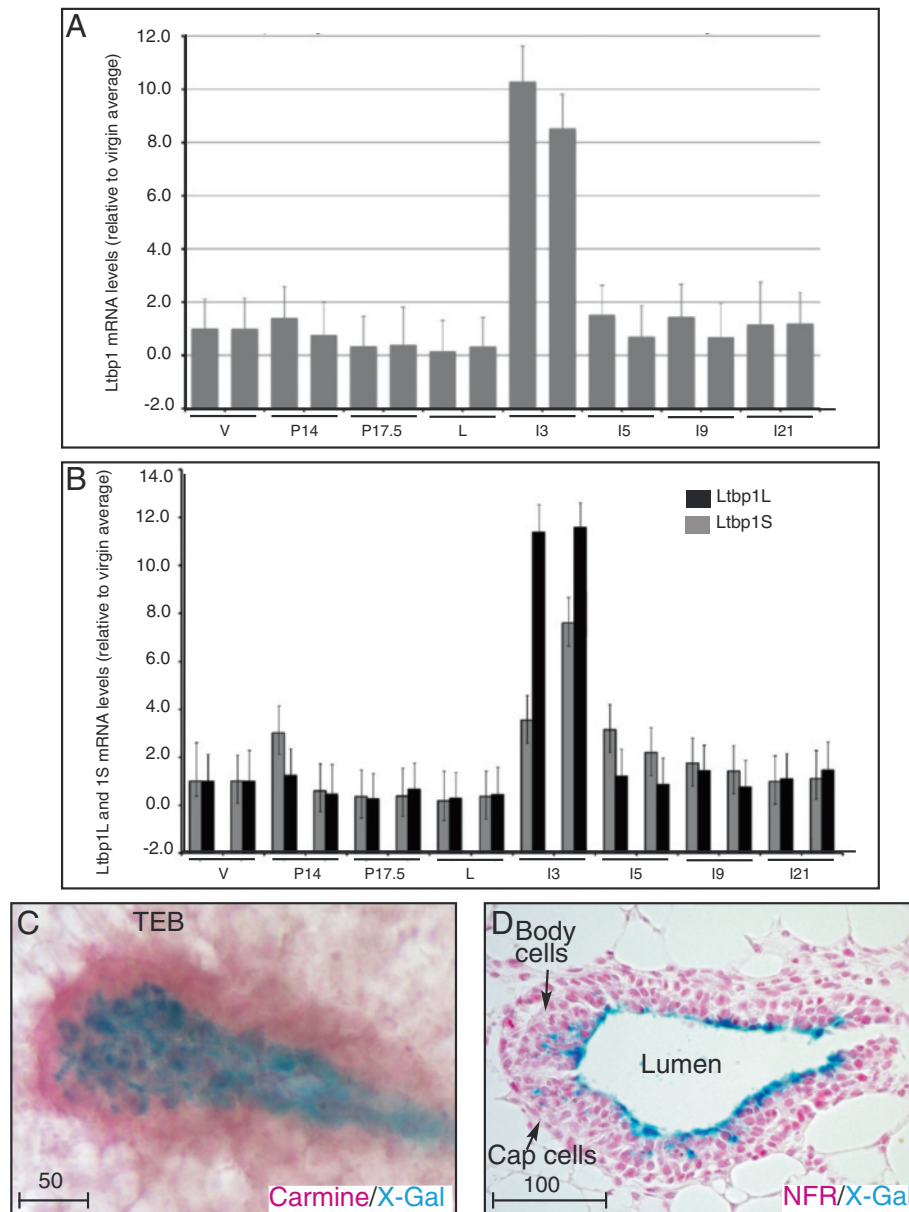 A
Ltbp1 mRNA levels (relative to virgin average)
12.0
10.0
8.0
6.0
4.0
2.0
0.0
-2.0
V P14 P17.5 L I3 I5 I9 I21
B
Ltbp1L and 1S mRNA levels (relative to virgin average)
14.0
12.0
10.0
8.0
6.0
4.0
2.0
0.0
-2.0
Ltbp1L
Ltbp1S
V P14 P17.5 L I3 I5 I9 I21
C
TEB
50
Carmine/X-Gal
D
Body
cells
Lumen
Cap cells
100
NFR/X-Gal